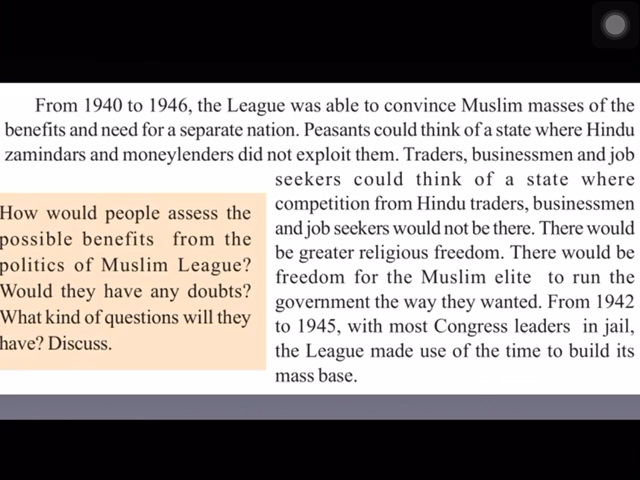 From 1940 to 1946, the League was able to convince Muslim masses of the
benefits and need for a separate nation. Peasants could think of a state where Hindu
zamindars and moneylenders did not exploit them. Traders, businessmen and job
seekers could think of a state where
competition from Hindu traders, businessmen
and job seekers would not be there. There would
be greater religious freedom. There would be
freedom for the Muslim elite to run the
government the way they wanted. From 1942
to 1945, with most Congress leaders in jail,
the League made use of the time to build its
mass base.
How would people assess the
possible benefits from the
politics of Muslim League?
Would they have any doubts?
What kind of questions will they
have? Discuss.